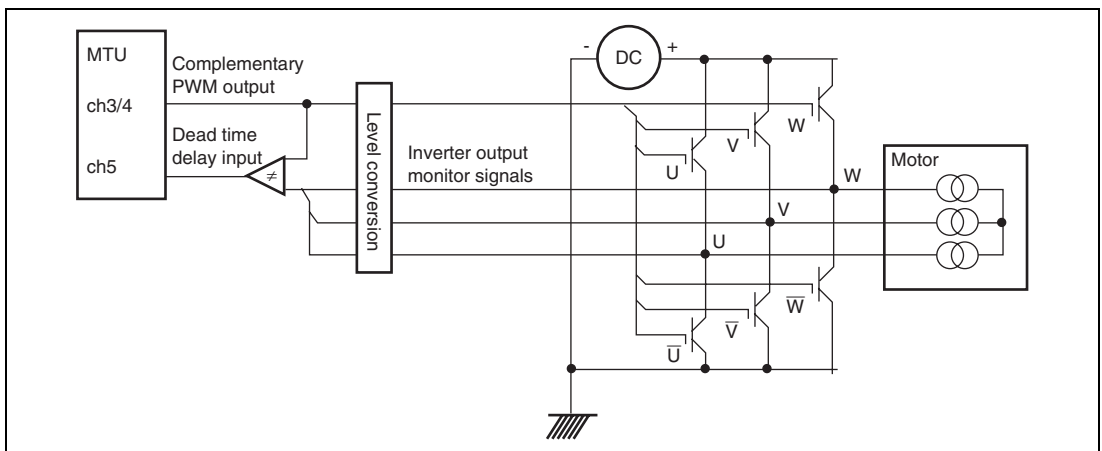 MTU
ch3/4
ch5
Complementary
PWM output
Dead time
delay input
≠
Level conversion
Inverter output
monitor signals
- DC +
W
V
U
W
V
U
W̅
V̅
U̅
Motor